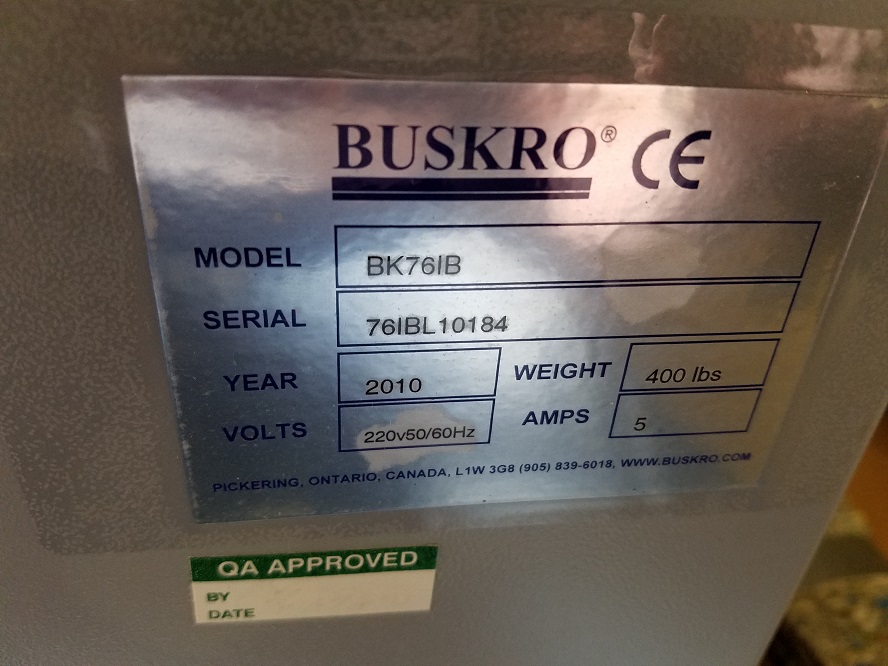 BUSKRO® CE
MODEL BK76IB
SERIAL 76IBL10184
YEAR 2010 WEIGHT 400 lbs
VOLTS 220v50/60Hz AMPS 5
PICKERING, ONTARIO, CANADA, L1W 3G8 (905) 839-6018, WWW.BUSKRO.COM
QA APPROVED
BY
DATE